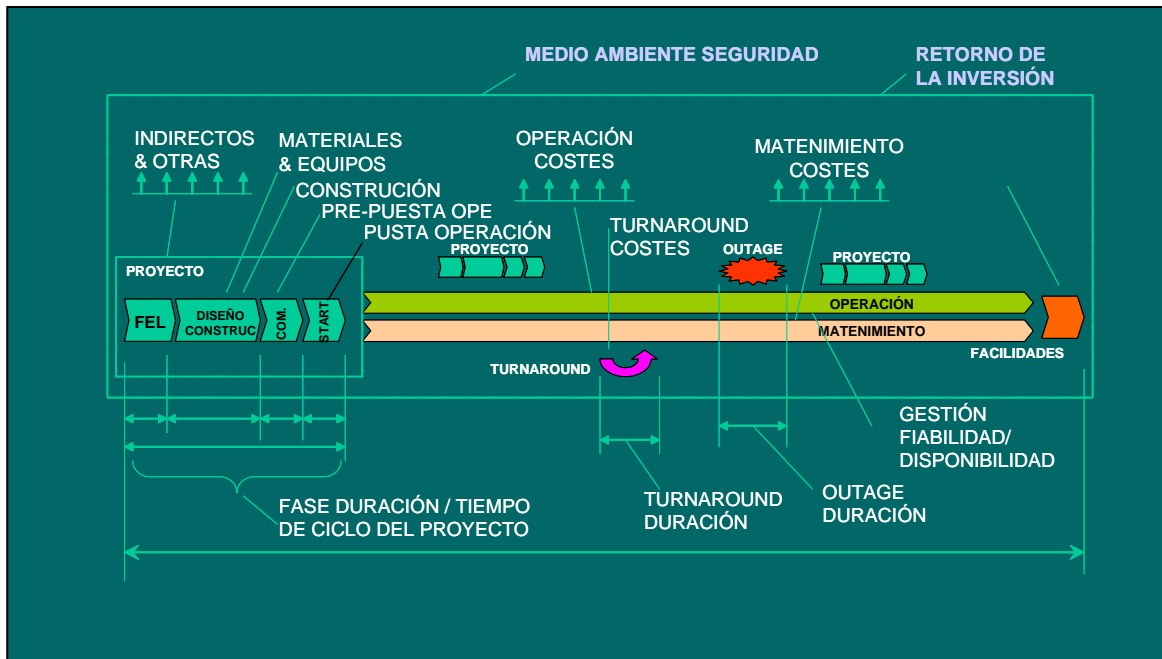 MEDIO AMBIENTE SEGURIDAD
RETORNO DE
LA INVERSIÓN
INDIRECTOS
& OTRAS
MATERIALES
& EQUIPOS
CONSTRUCIÓN
PRE-PUESTA OPE
PUSTA OPERACIÓN
OPERACIÓN
COSTES
MATENIMIENTO
COSTES
TURNAROUND
COSTES
PROYECTO
OUTAGE
PROYECTO
PROYECTO
FEL
DISEÑO
CONSTRUC
COM.
START
OPERACIÓN
MATENIMIENTO
FACILIDADES
TURNAROUND
GESTIÓN
FIABILIDAD/
DISPONIBILIDAD
FASE DURACIÓN / TIEMPO
DE CICLO DEL PROYECTO
TURNAROUND
DURACIÓN
OUTAGE
DURACIÓN